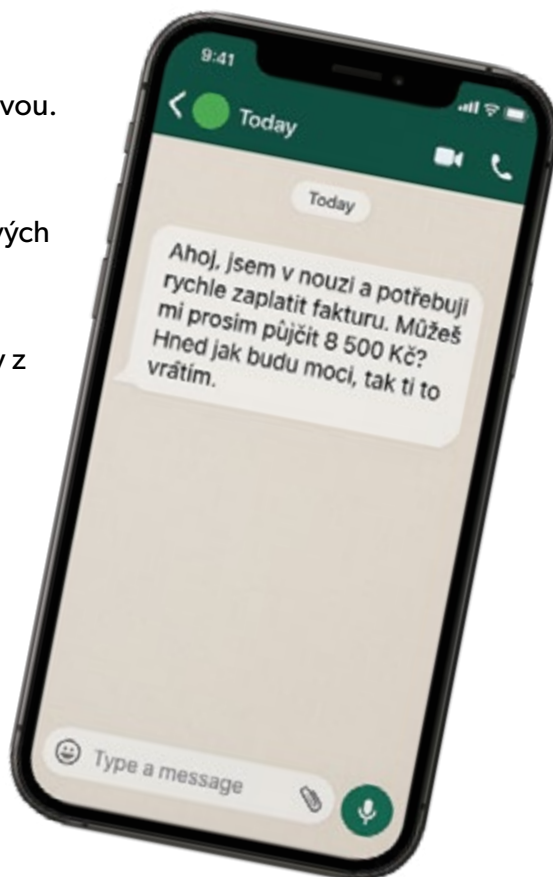 vou.
vých
y z
9:41
Today
Today
Ahoj, jsem v nouzi a potřebuji
rychle zaplatit fakturu. Můžeš
mi prosím půjčit 8 500 Kč?
Hned jak budu moci, tak ti to
vrátím.
Type a message